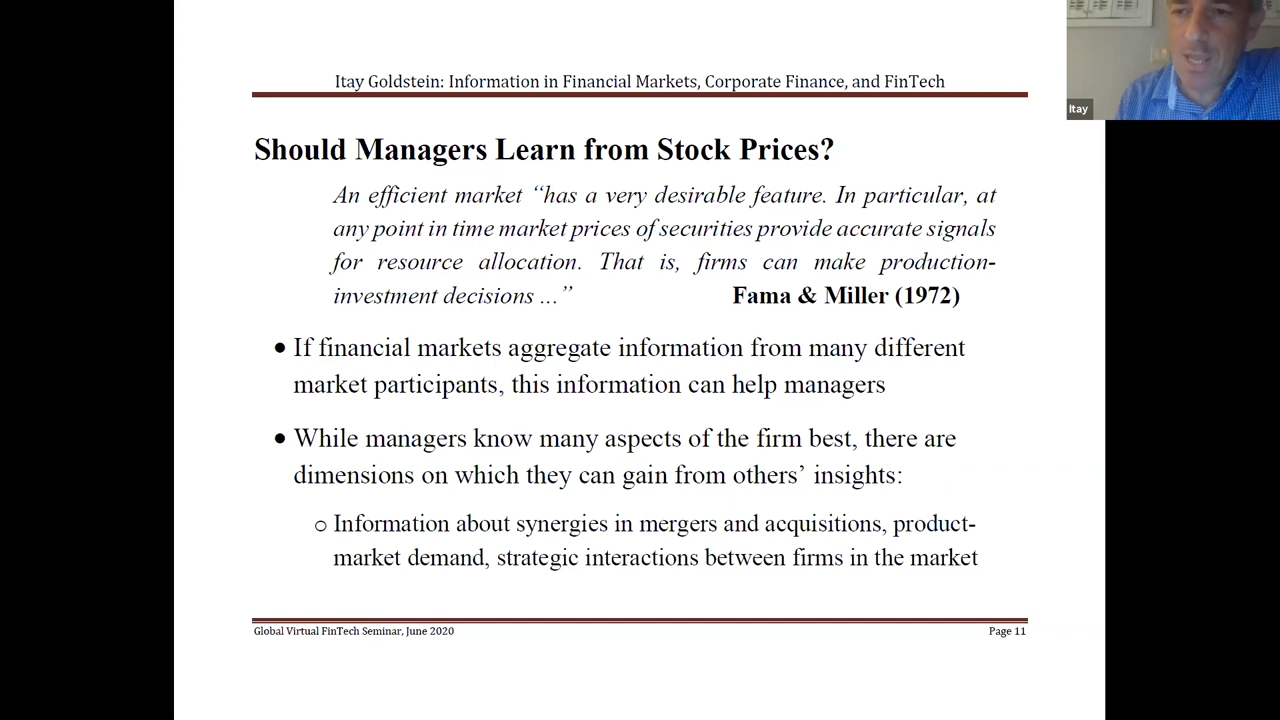 Itay Goldstein: Information in Financial Markets, Corporate Finance, and FinTech
Itay
Should Managers Learn from Stock Prices?
An efficient market “has a very desirable feature. In particular, at
any point in time market prices of securities provide accurate signals
for resource allocation. That is, firms can make production-
investment decisions ...” Fama & Miller (1972)
• If financial markets aggregate information from many different
market participants, this information can help managers
• While managers know many aspects of the firm best, there are
dimensions on which they can gain from others’ insights:
o Information about synergies in mergers and acquisitions, product-
market demand, strategic interactions between firms in the market
Global Virtual FinTech Seminar, June 2020 Page 11